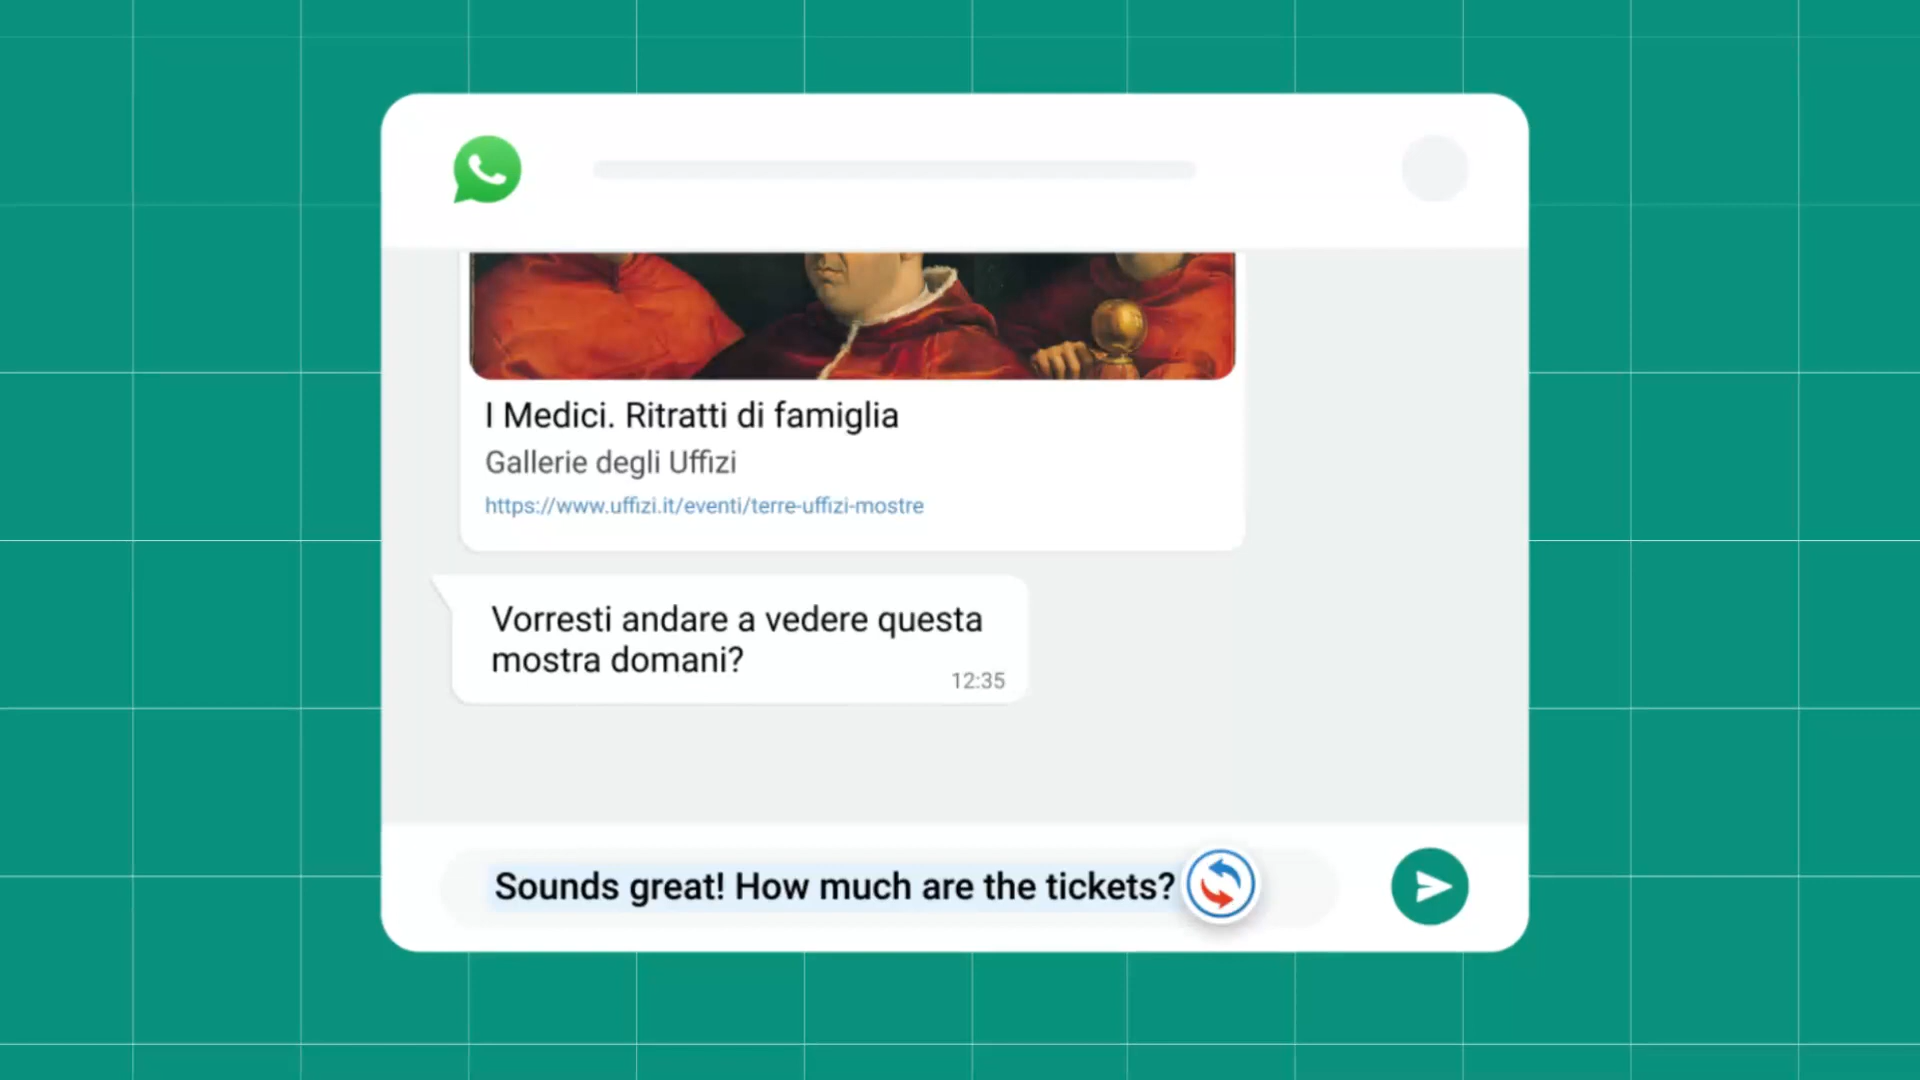 I Medici. Ritratti di famiglia
Gallerie degli Uffizi
https://www.uffizi.it/eventi/terre-uffizi-mostre
Vorresti andare a vedere questa
mostra domani?
12:35
Sounds great! How much are the tickets?